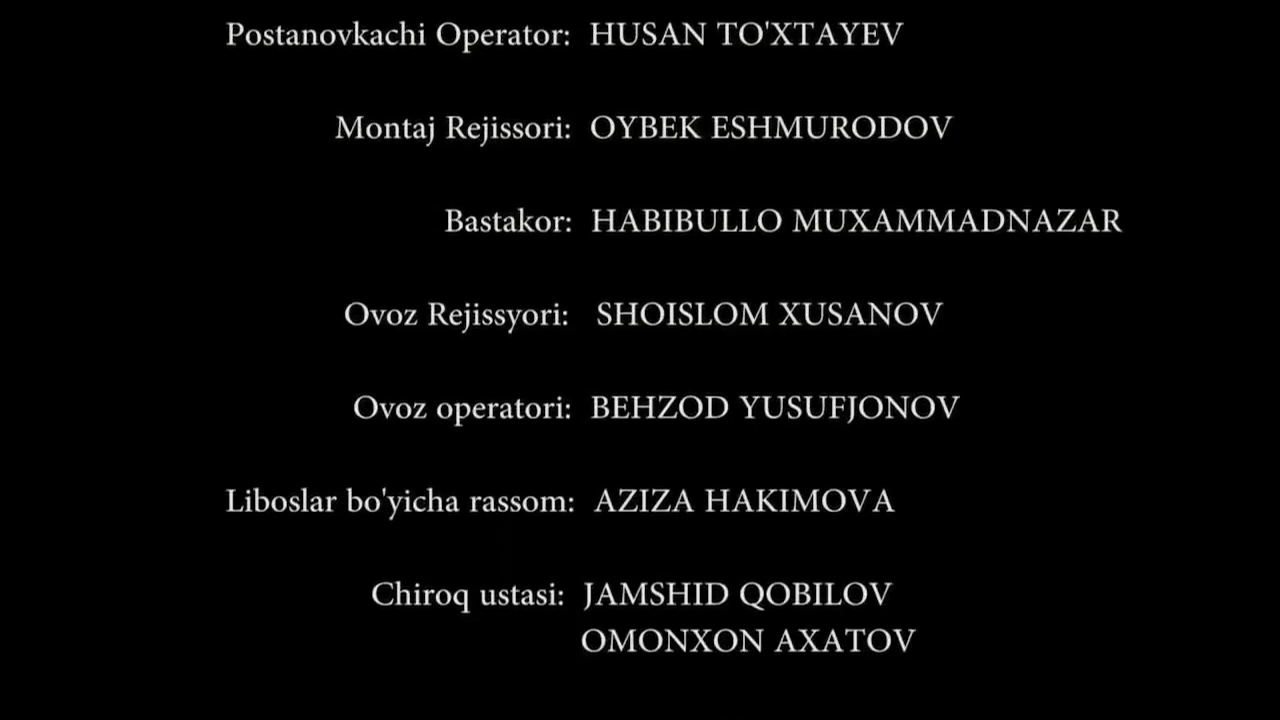 Postanovkachi Operator: HUSAN TO'XTAYEV
Montaj Rejissori: OYBEK ESHMURODOV
Bastakor: HABIBULLO MUXAMMADNAZAR
Ovoz Rejissyori: SHOISLOM XUSANOV
Ovoz operatori: BEHZOD YUSUFJONOV
Liboslar bo'yicha rassom: AZIZA HAKIMOVA
Chiroq ustasi: JAMSHID QOBILOV
OMONXON AXATOV